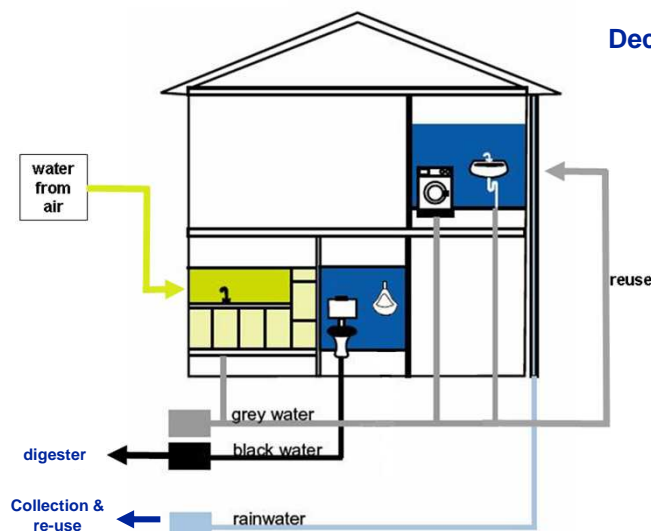 Dec
water
from
air
reuse
grey water
digester
black water
Collection &
re-use
rainwater